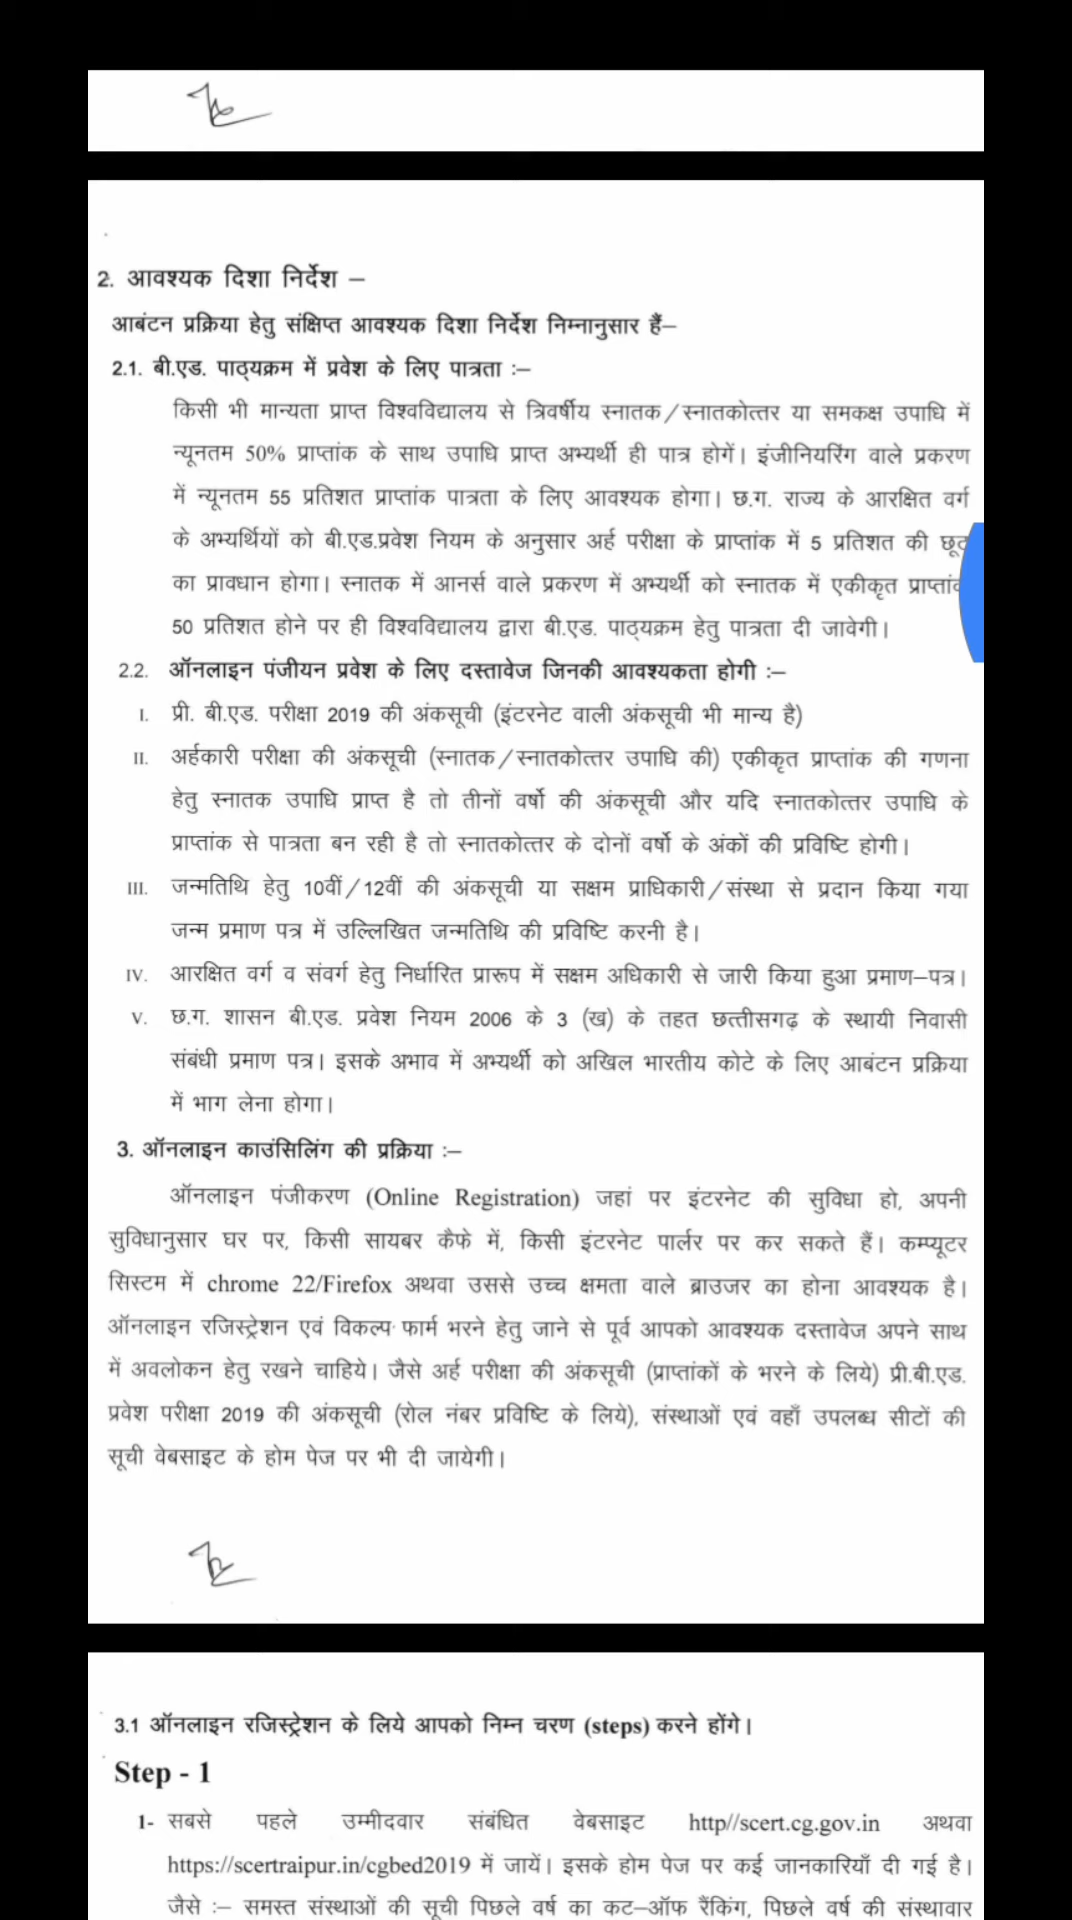 2. आवश्यक दिशा निर्देश –
आबंटन प्रक्रिया हेतु संक्षिप्त आवश्यक दिशा निर्देश निम्नानुसार हैं–
2.1. बी.एड. पाठ्यक्रम में प्रवेश के लिए पात्रता :–
किसी भी मान्यता प्राप्त विश्वविद्यालय से त्रिवर्षीय स्नातक/स्नातकोत्तर या समकक्ष उपाधि में
न्यूनतम 50% प्राप्तांक के साथ उपाधि प्राप्त अभ्यर्थी ही पात्र होगें। इंजीनियरिंग वाले प्रकरण
में न्यूनतम 55 प्रतिशत प्राप्तांक पात्रता के लिए आवश्यक होगा। छ.ग. राज्य के आरक्षित वर्ग
के अभ्यर्थियों को बी.एड.प्रवेश नियम के अनुसार अर्ह परीक्षा के प्राप्तांक में 5 प्रतिशत की छूट
का प्रावधान होगा। स्नातक में आनर्स वाले प्रकरण में अभ्यर्थी को स्नातक में एकीकृत प्राप्तांक
50 प्रतिशत होने पर ही विश्वविद्यालय द्वारा बी.एड. पाठ्यक्रम हेतु पात्रता दी जावेगी।
2.2. ऑनलाइन पंजीयन प्रवेश के लिए दस्तावेज जिनकी आवश्यकता होगी :–
I. प्री. बी.एड. परीक्षा 2019 की अंकसूची (इंटरनेट वाली अंकसूची भी मान्य है)
II. अर्हकारी परीक्षा की अंकसूची (स्नातक/स्नातकोत्तर उपाधि की) एकीकृत प्राप्तांक की गणना
हेतु स्नातक उपाधि प्राप्त है तो तीनों वर्षो की अंकसूची और यदि स्नातकोत्तर उपाधि के
प्राप्तांक से पात्रता बन रही है तो स्नातकोत्तर के दोनों वर्षो के अंकों की प्रविष्टि होगी।
III. जन्मतिथि हेतु 10वीं/12वीं की अंकसूची या सक्षम प्राधिकारी/संस्था से प्रदान किया गया
जन्म प्रमाण पत्र में उल्लिखित जन्मतिथि की प्रविष्टि करनी है।
IV. आरक्षित वर्ग व संवर्ग हेतु निर्धारित प्रारूप में सक्षम अधिकारी से जारी किया हुआ प्रमाण–पत्र।
V. छ.ग. शासन बी.एड. प्रवेश नियम 2006 के 3 (ख) के तहत छत्तीसगढ़ के स्थायी निवासी
संबंधी प्रमाण पत्र। इसके अभाव में अभ्यर्थी को अखिल भारतीय कोटे के लिए आबंटन प्रक्रिया
में भाग लेना होगा।
3. ऑनलाइन काउंसिलिंग की प्रक्रिया :–
ऑनलाइन पंजीकरण (Online Registration) जहां पर इंटरनेट की सुविधा हो, अपनी
सुविधानुसार घर पर, किसी सायबर कैफे में, किसी इंटरनेट पार्लर पर कर सकते हैं। कम्प्यूटर
सिस्टम में chrome 22/Firefox अथवा उससे उच्च क्षमता वाले ब्राउजर का होना आवश्यक है।
ऑनलाइन रजिस्ट्रेशन एवं विकल्प फार्म भरने हेतु जाने से पूर्व आपको आवश्यक दस्तावेज अपने साथ
में अवलोकन हेतु रखने चाहिये। जैसे अर्ह परीक्षा की अंकसूची (प्राप्तांकों के भरने के लिये) प्री.बी.एड.
प्रवेश परीक्षा 2019 की अंकसूची (रोल नंबर प्रविष्टि के लिये), संस्थाओं एवं वहाँ उपलब्ध सीटों की
सूची वेबसाइट के होम पेज पर भी दी जायेगी।
3.1 ऑनलाइन रजिस्ट्रेशन के लिये आपको निम्न चरण (steps) करने होंगे।
Step - 1
1- सबसे पहले उम्मीदवार संबंधित वेबसाइट http//scert.cg.gov.in अथवा
https://scertraipur.in/cgbed2019 में जायें। इसके होम पेज पर कई जानकारियाँ दी गई है।
जैसे :– समस्त संस्थाओं की सूची पिछले वर्ष का कट–ऑफ रैंकिंग, पिछले वर्ष की संस्थावार